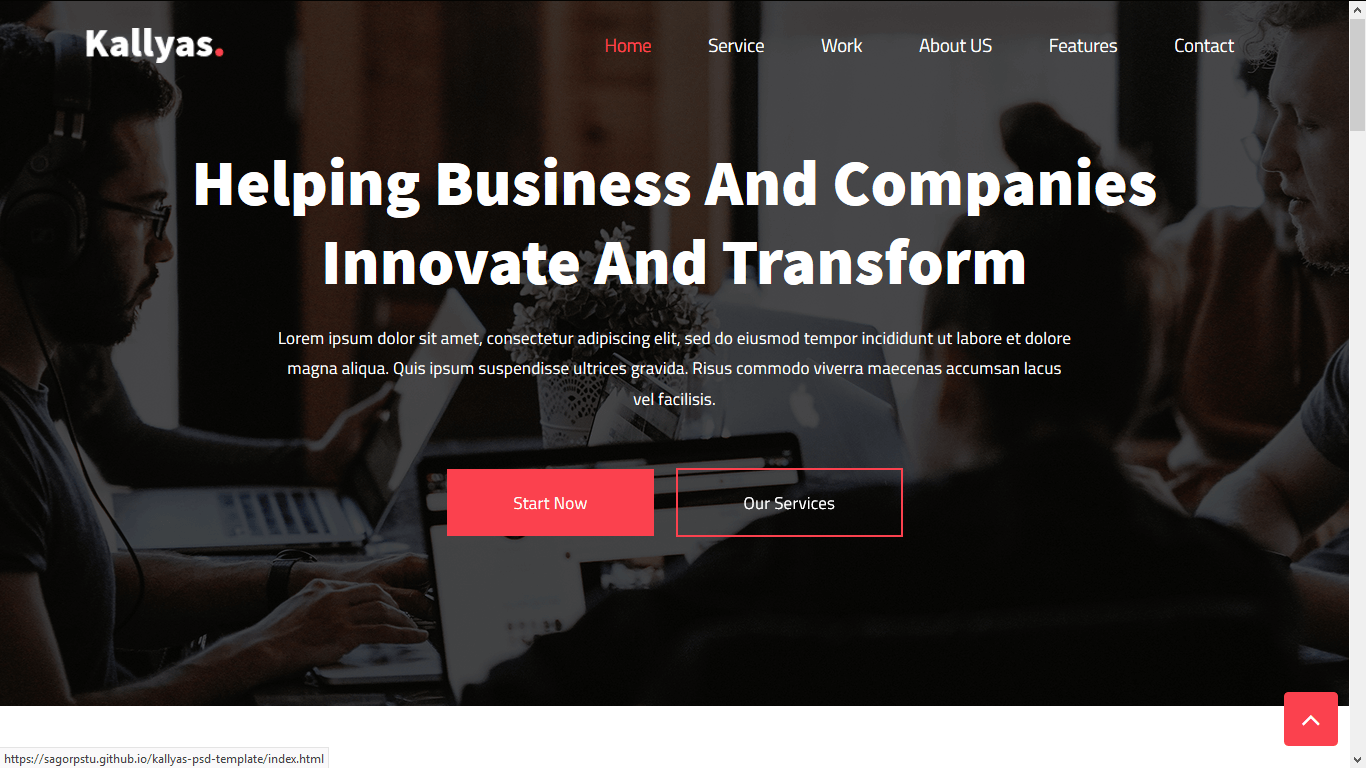 Kallyas.
Home Service Work About US Features Contact
Helping Business And Companies
Innovate And Transform
Lorem ipsum dolor sit amet, consectetur adipiscing elit, sed do eiusmod tempor incididunt ut labore et dolore
magna aliqua. Quis ipsum suspendisse ultrices gravida. Risus commodo viverra maecenas accumsan lacus
vel facilisis.
Start Now
Our Services
https://sagorpstu.github.io/kallyas-psd-template/index.html